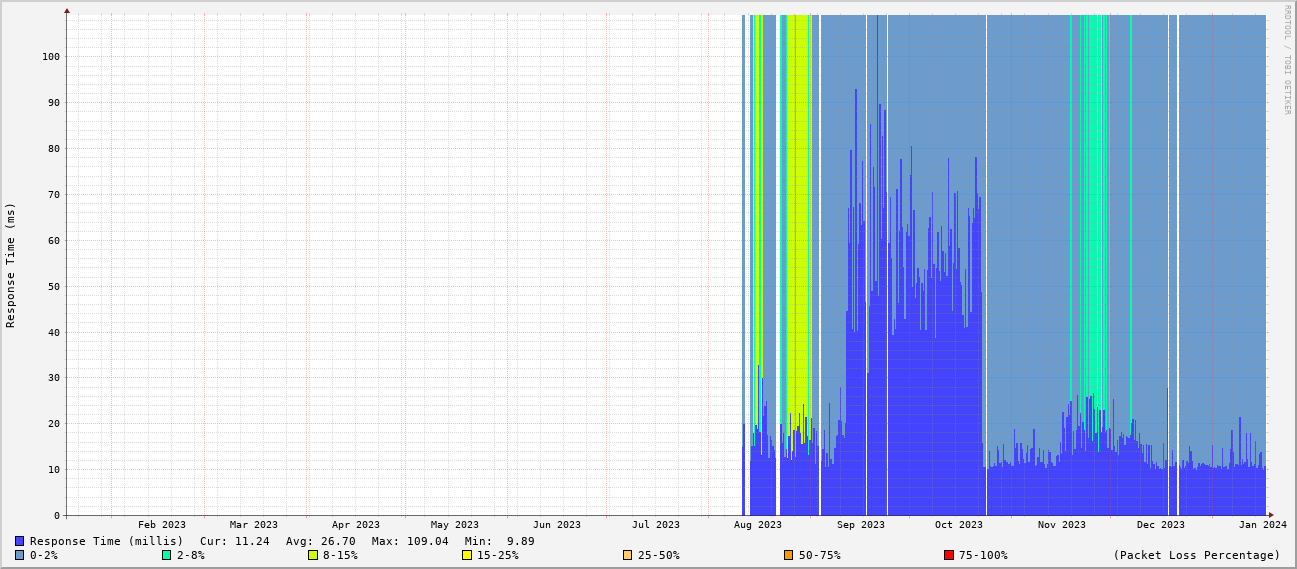 RRDTOOL / TOBI OETIKER
Response Time (ms)
100
90
80
70
60
50
40
30
20
10
0
Feb 2023 Mar 2023 Apr 2023 May 2023 Jun 2023 Jul 2023 Aug 2023 Sep 2023 Oct 2023 Nov 2023 Dec 2023 Jan 2024
Response Time (millis) Cur: 11.24 Avg: 26.70 Max: 109.04 Min: 9.89
0-2% 2-8% 8-15% 15-25% 25-50% 50-75% 75-100% (Packet Loss Percentage)